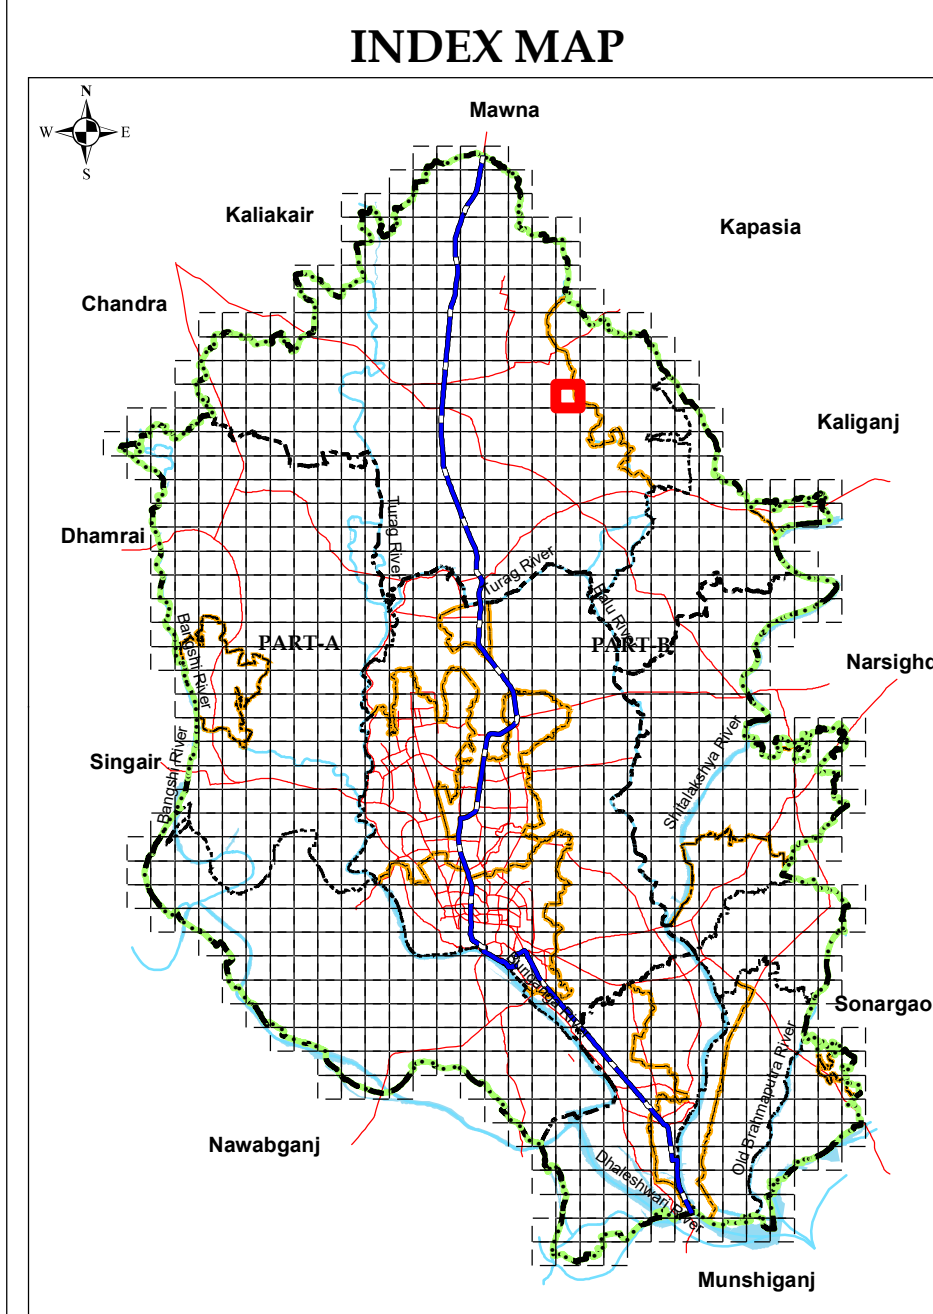 INDEX MAP
N
W E
S
Mawna
Kaliakair
Kapasia
Chandra
Kaliganj
Dhamrai
Turag River
Turag River
Balu River
Bangshi River
PART-A
PART-B
Narsighd
Singair
Bangshi River
Shitalakshya River
Buriganga River
Sonargao
Old Brahmaputra River
Nawabganj
Dhaleshwari River
Munshiganj